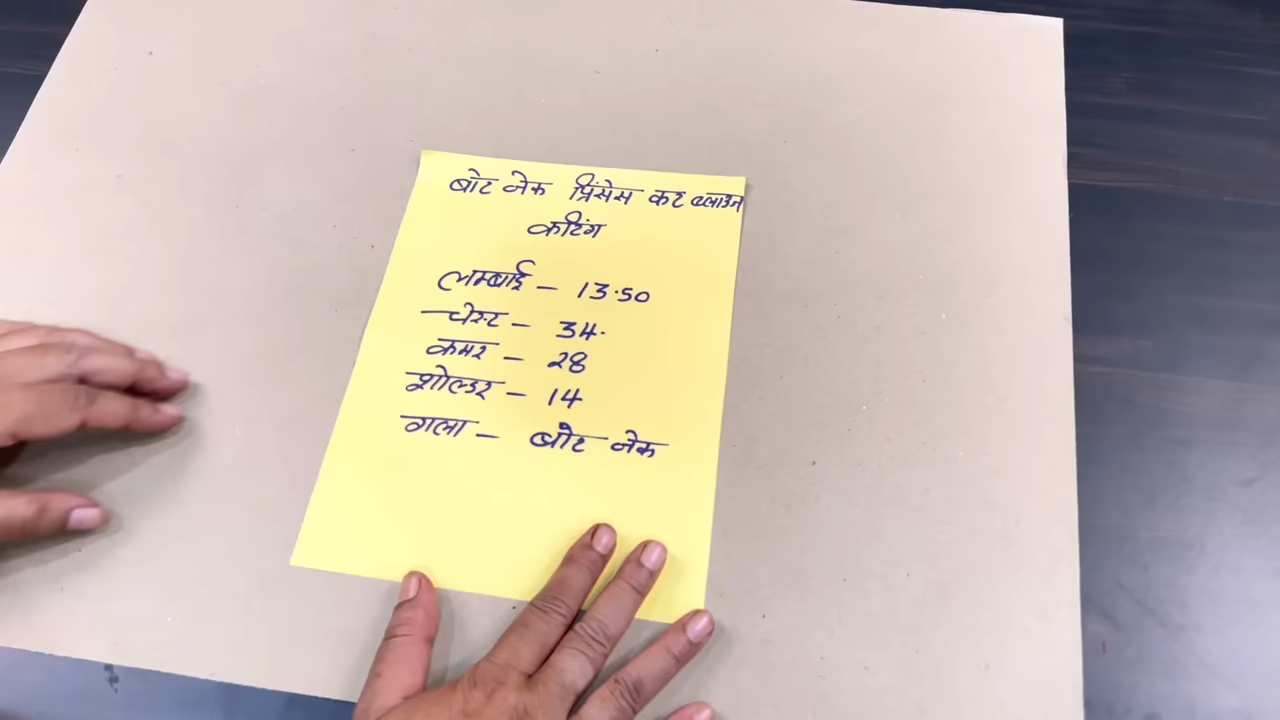 बोट नेक प्रिंसेस कट ब्लाउज
कटिंग
लम्बाई – 13.50
चेस्ट – 34.
कमर – 28
शोल्डर – 14
गला – बोट नेक